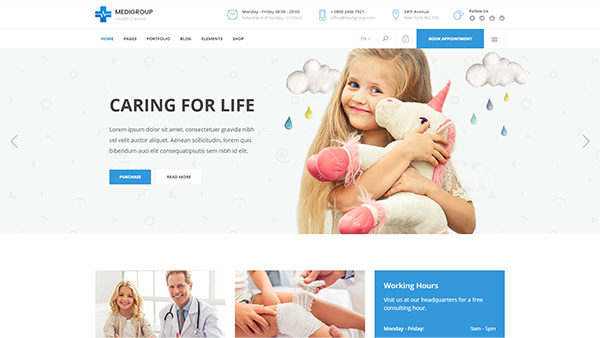 MEDIGROUP
Health Center
Monday - Friday 08:00 - 20:00
Saturday and Sunday - CLOSED
+ 0800 2466 7921
office@medigroup.com
34th Avenue
New York, NC 002
Follow Us
HOME
PAGES
PORTFOLIO
BLOG
ELEMENTS
SHOP
EN
BOOK APPOINTMENT
CARING FOR LIFE
Lorem ipsum dolor sit amet, consectetuer gravida nibh
vel velit auctor aliquet. Aenean sollicitudin, lorem quis
bibendum auci elit consequatipsutis sem nibh id elit.
PURCHASE
READ MORE
Working Hours
Visit us at our headquarters for a free
consulting hour.
Monday - Friday:
9am - 5pm